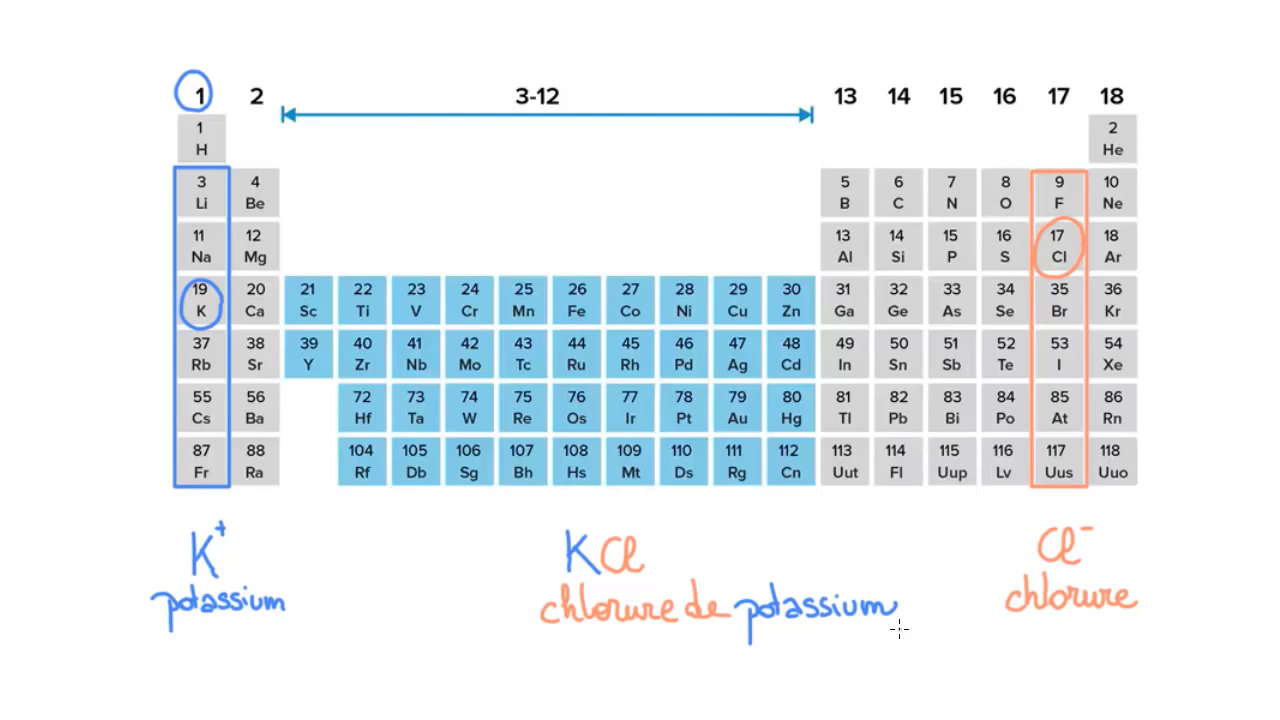 1 2 3-12 13 14 15 16 17 18
1 2
H He
3 4 5 6 7 8 9 10
Li Be B C N O F Ne
11 12 13 14 15 16 17 18
Na Mg Al Si P S Cl Ar
19 20 21 22 23 24 25 26 27 28 29 30 31 32 33 34 35 36
K Ca Sc Ti V Cr Mn Fe Co Ni Cu Zn Ga Ge As Se Br Kr
37 38 39 40 41 42 43 44 45 46 47 48 49 50 51 52 53 54
Rb Sr Y Zr Nb Mo Tc Ru Rh Pd Ag Cd In Sn Sb Te I Xe
55 56 72 73 74 75 76 77 78 79 80 81 82 83 84 85 86
Cs Ba Hf Ta W Re Os Ir Pt Au Hg Tl Pb Bi Po At Rn
87 88 104 105 106 107 108 109 110 111 112 113 114 115 116 117 118
Fr Ra Rf Db Sg Bh Hs Mt Ds Rg Cn Uut Fl Uup Lv Uus Uuo
K⁺ KCl Cl⁻
potassium chlorure de potassium chlorure